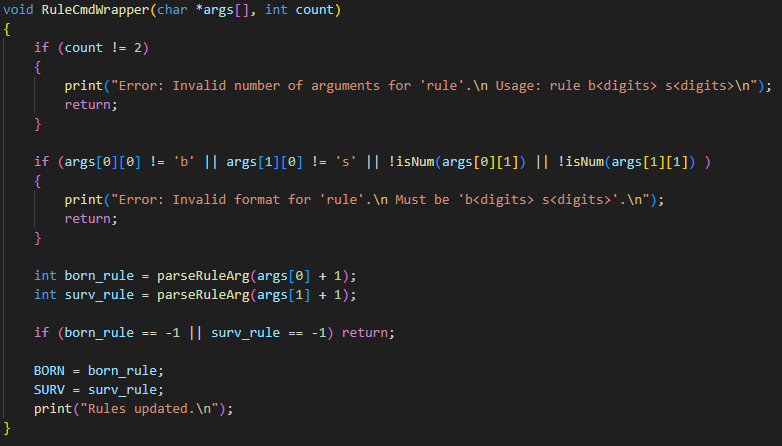 void RuleCmdWrapper(char *args[], int count)
{
    if (count != 2)
    {
        print("Error: Invalid number of arguments for 'rule'.\n Usage: rule b<digits> s<digits>\n");
        return;
    }

    if (args[0][0] != 'b' || args[1][0] != 's' || !isNum(args[0][1]) || !isNum(args[1][1]) )
    {
        print("Error: Invalid format for 'rule'.\n Must be 'b<digits> s<digits>'.\n");
        return;
    }

    int born_rule = parseRuleArg(args[0] + 1);
    int surv_rule = parseRuleArg(args[1] + 1);

    if (born_rule == -1 || surv_rule == -1) return;

    BORN = born_rule;
    SURV = surv_rule;
    print("Rules updated.\n");
}